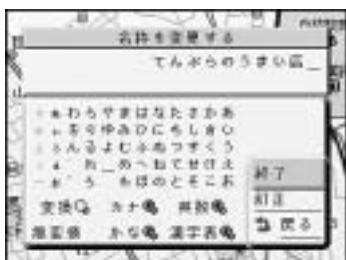 名称を変更する
てんぷらのうまい店_
わらやまはなたさかあ
をりゆみひにちしきい
んるよむふぬつすくう
れ_めへねてせけえ
ろ もほのとそこお
終了
訂正
戻る
変換 カナ 英数
無変換 かな 漢字表